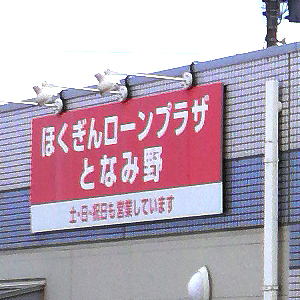 ほくぎんローンプラザ
となみ野
土・日・祝日も営業しています